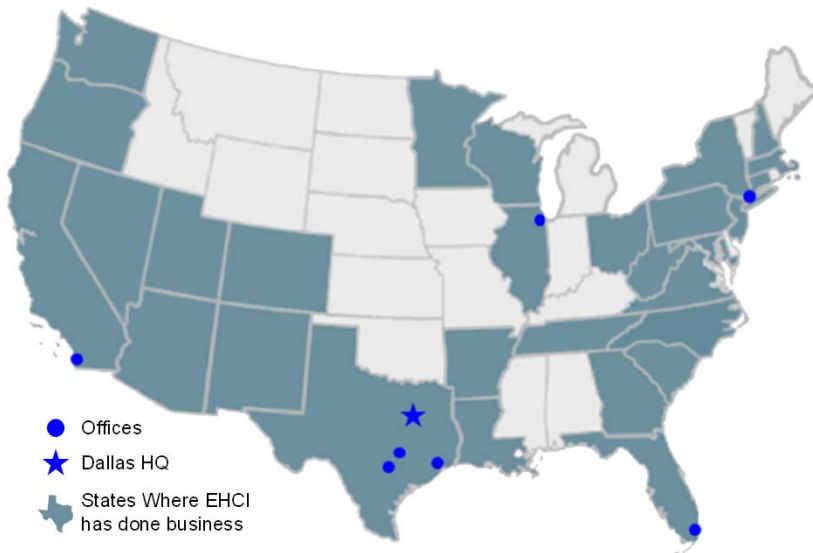 Offices
Dallas HQ
States Where EHCI
has done business